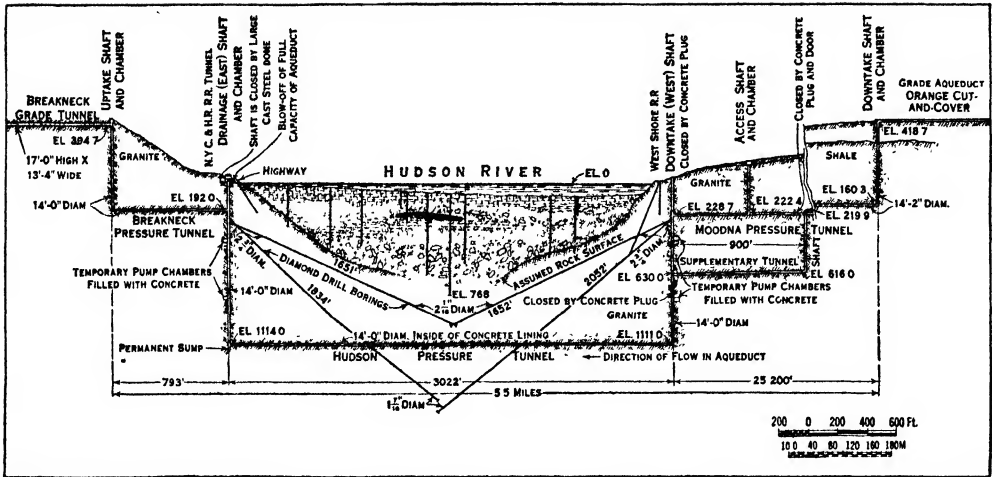 UPTAKE SHAFT
AND CHAMBER
N.Y.C. & H.R.R.R. TUNNEL
DRAINAGE (EAST) SHAFT
AND CHAMBER
SHAFT IS CLOSED BY LARGE
CAST STEEL DOME
BLOW-OFF OF FULL
CAPACITY OF AQUEDUCT
WEST SHORE R.R
DOWNTAKE (WEST) SHAFT
CLOSED BY CONCRETE PLUG
ACCESS SHAFT
AND CHAMBER
CLOSED BY CONCRETE
PLUG AND DOOR
DOWNTAKE SHAFT
AND CHAMBER
BREAKNECK
GRADE TUNNEL
GRADE AQUEDUCT
ORANGE CUT-
AND-COVER
EL 394 7
EL. 418 7
17'-0" HIGH X
13'-4" WIDE
GRANITE
HIGHWAY
HUDSON RIVER
EL. 0
GRANITE
SHALE
14'-0" DIAM
EL 192 0
EL 228 7
EL 222 4
EL 160 3
EL 219 9
14'-2" DIAM.
BREAKNECK
PRESSURE TUNNEL
MOODNA PRESSURE TUNNEL
900'
SUPPLEMENTARY TUNNEL
SHAFT
EL 616 0
DIAM.
1651'
ASSUMED ROCK SURFACE
2052'
DIAM.
TEMPORARY PUMP CHAMBERS
FILLED WITH CONCRETE
DIAMOND DRILL BORINGS
1834'
EL. 768
DIAM
1652'
EL 630 0
TEMPORARY PUMP CHAMBERS
FILLED WITH CONCRETE
14'-0" DIAM
CLOSED BY CONCRETE PLUG
GRANITE
14'-0" DIAM
EL 1114 0
14'-0" DIAM. INSIDE OF CONCRETE LINING
EL. 1111 0
PERMANENT SUMP
HUDSON PRESSURE TUNNEL
DIRECTION OF FLOW IN AQUEDUCT
793'
3022'
25 200'
5 5 MILES
DIAM
200 0 200 400 600 FT.
10 0 40 60 80 100 120 140 160 180M